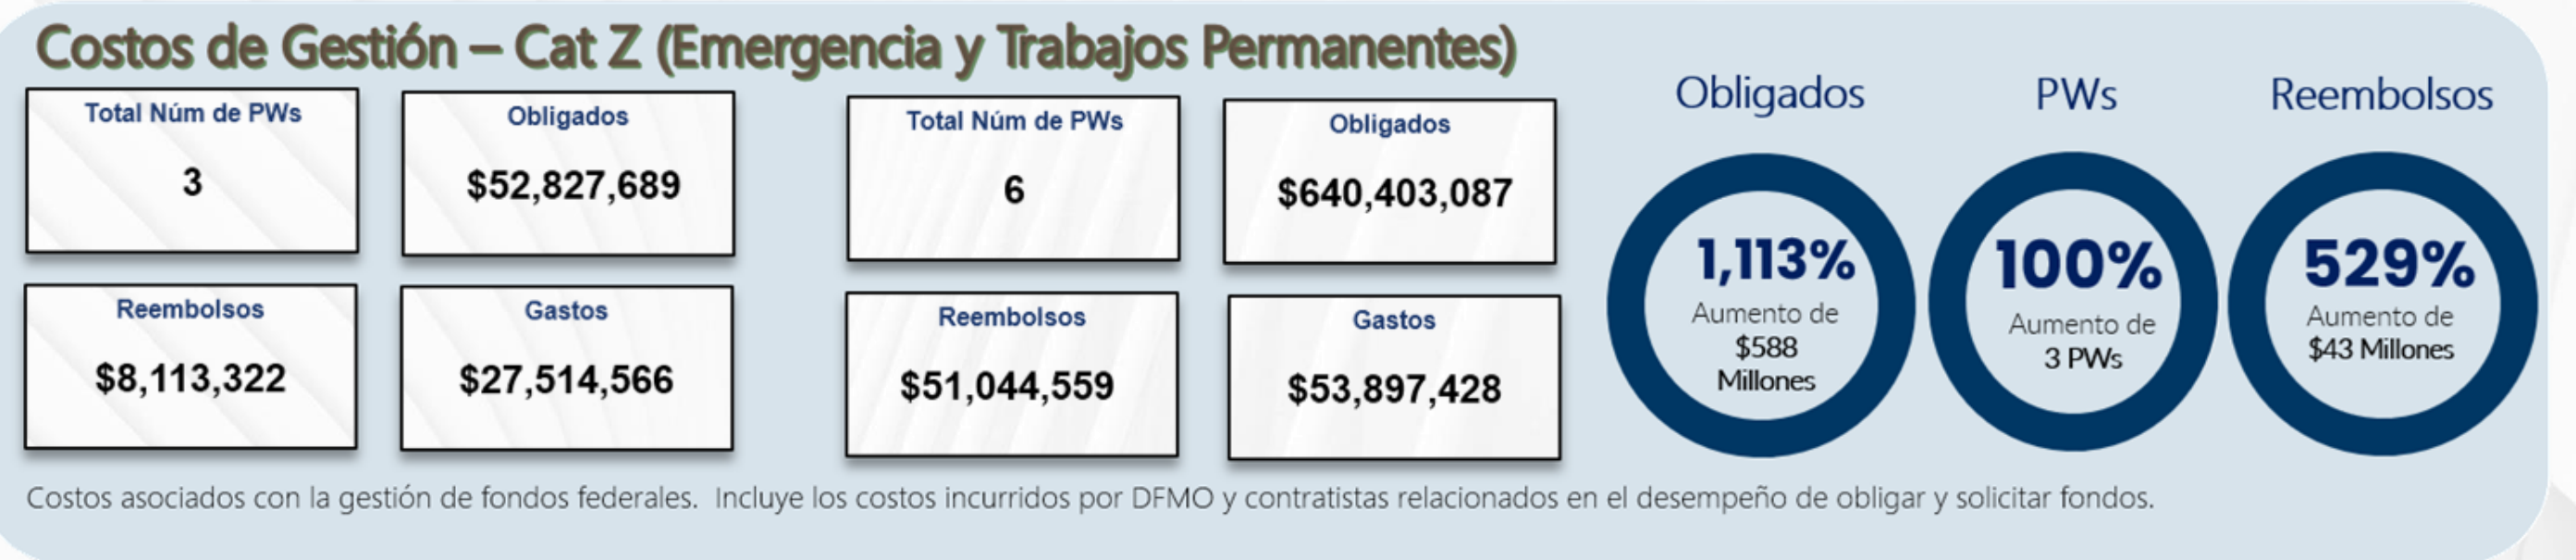 Costos de Gestión – Cat Z (Emergencia y Trabajos Permanentes)
Total Núm de PWs
3
Obligados
$52,827,689
Reembolsos
$8,113,322
Gastos
$27,514,566
Total Núm de PWs
6
Obligados
$640,403,087
Reembolsos
$51,044,559
Gastos
$53,897,428
Obligados
1,113%
Aumento de
$588
Millones
PWs
100%
Aumento de
3 PWs
Reembolsos
529%
Aumento de
$43 Millones
Costos asociados con la gestión de fondos federales. Incluye los costos incurridos por DFMO y contratistas relacionados en el desempeño de obligar y solicitar fondos.